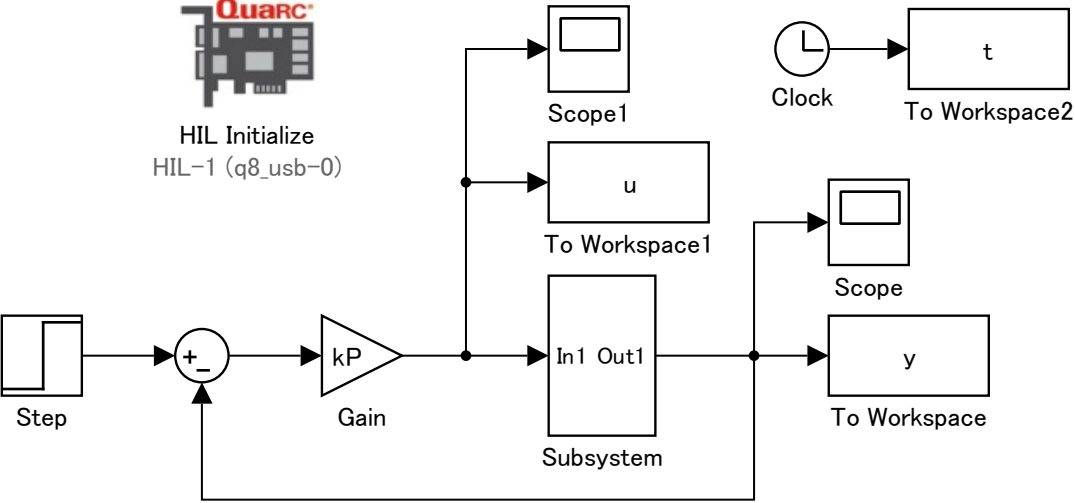 QUARC®
HIL Initialize
HIL-1 (q8_usb-0)
Scope1
u
To Workspace1
Clock
t
To Workspace2
Scope
Step
+
−
kP
Gain
In1 Out1
Subsystem
y
To Workspace